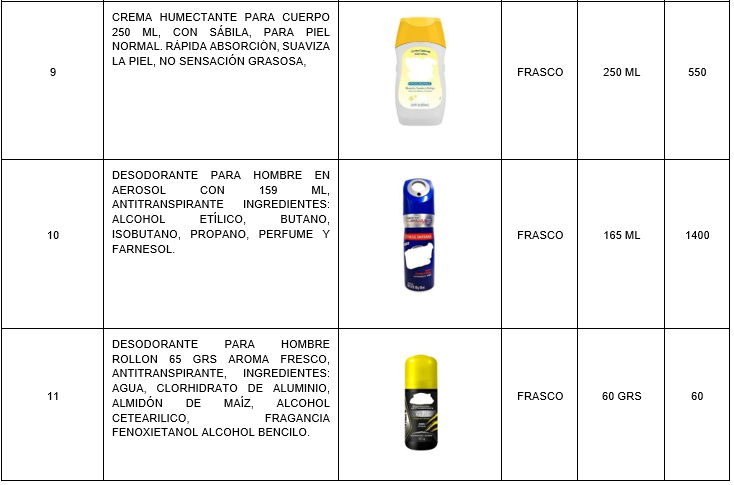 9
CREMA HUMECTANTE PARA CUERPO
250 ML, CON SÁBILA, PARA PIEL
NORMAL. RÁPIDA ABSORCIÓN, SUAVIZA
LA PIEL, NO SENSACIÓN GRASOSA,
FRASCO
250 ML
550
10
DESODORANTE PARA HOMBRE EN
AEROSOL CON 159 ML,
ANTITRANSPIRANTE INGREDIENTES:
ALCOHOL ETÍLICO, BUTANO,
ISOBUTANO, PROPANO, PERFUME Y
FARNESOL.
FRASCO
165 ML
1400
11
DESODORANTE PARA HOMBRE
ROLLON 65 GRS AROMA FRESCO,
ANTITRANSPIRANTE, INGREDIENTES:
AGUA, CLORHIDRATO DE ALUMINIO,
ALMIDÓN DE MAÍZ, ALCOHOL
CETEARILICO, FRAGANCIA
FENOXIETANOL ALCOHOL BENCILO.
FRASCO
60 GRS
60